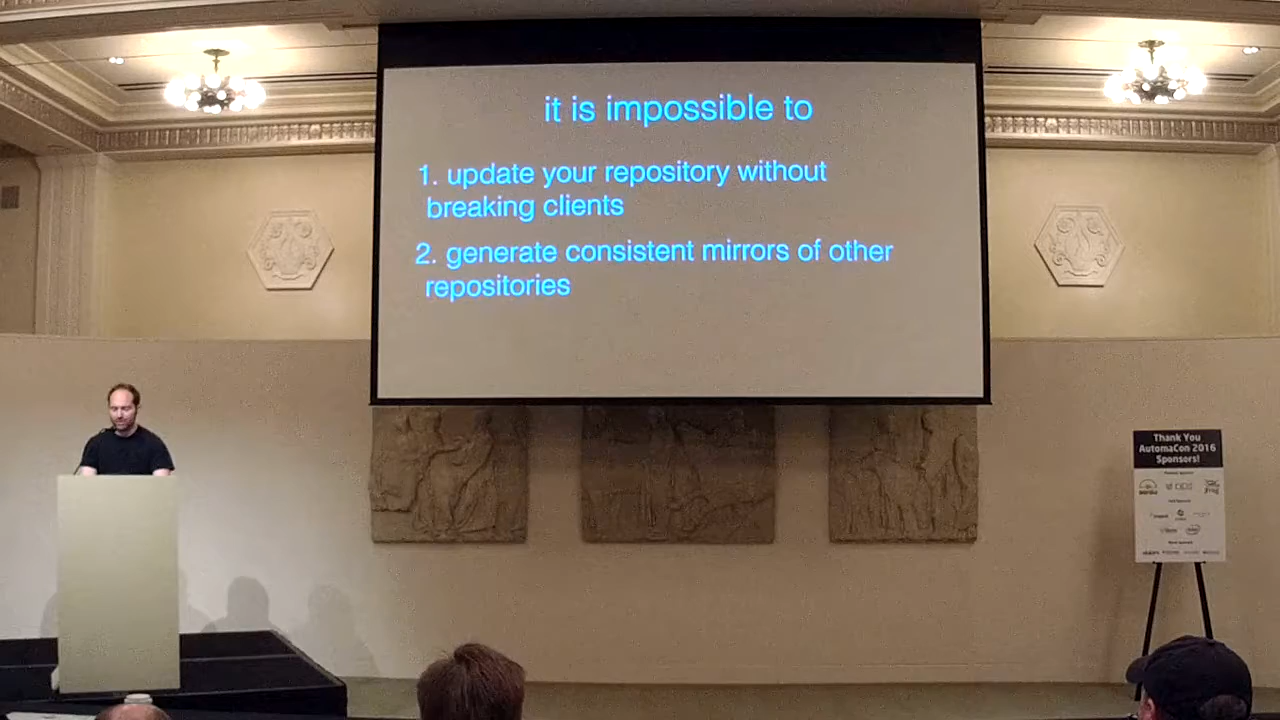 it is impossible to
1. update your repository without
breaking clients
2. generate consistent mirrors of other
repositories
Thank You
AutomaCon 2016
Sponsors!